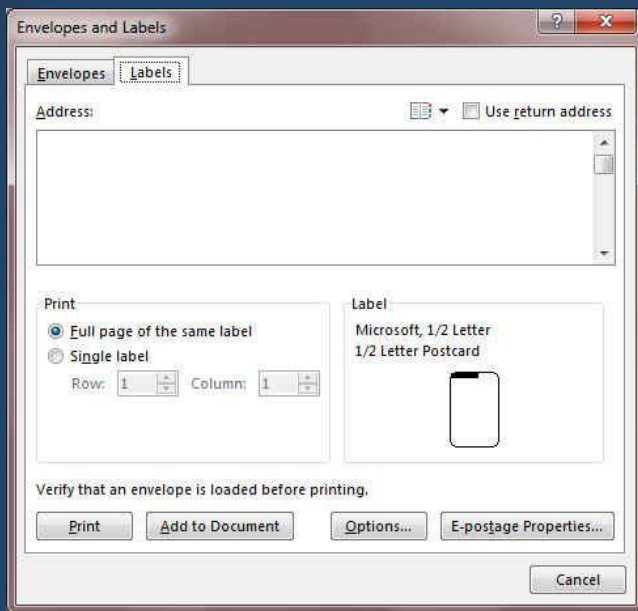 Envelopes and Labels
Envelopes Labels
Address: Use return address
Print Label
Full page of the same label Microsoft, 1/2 Letter
Single label 1/2 Letter Postcard
Row: 1 Column: 1
Verify that an envelope is loaded before printing.
Print Add to Document Options... E-postage Properties...
Cancel